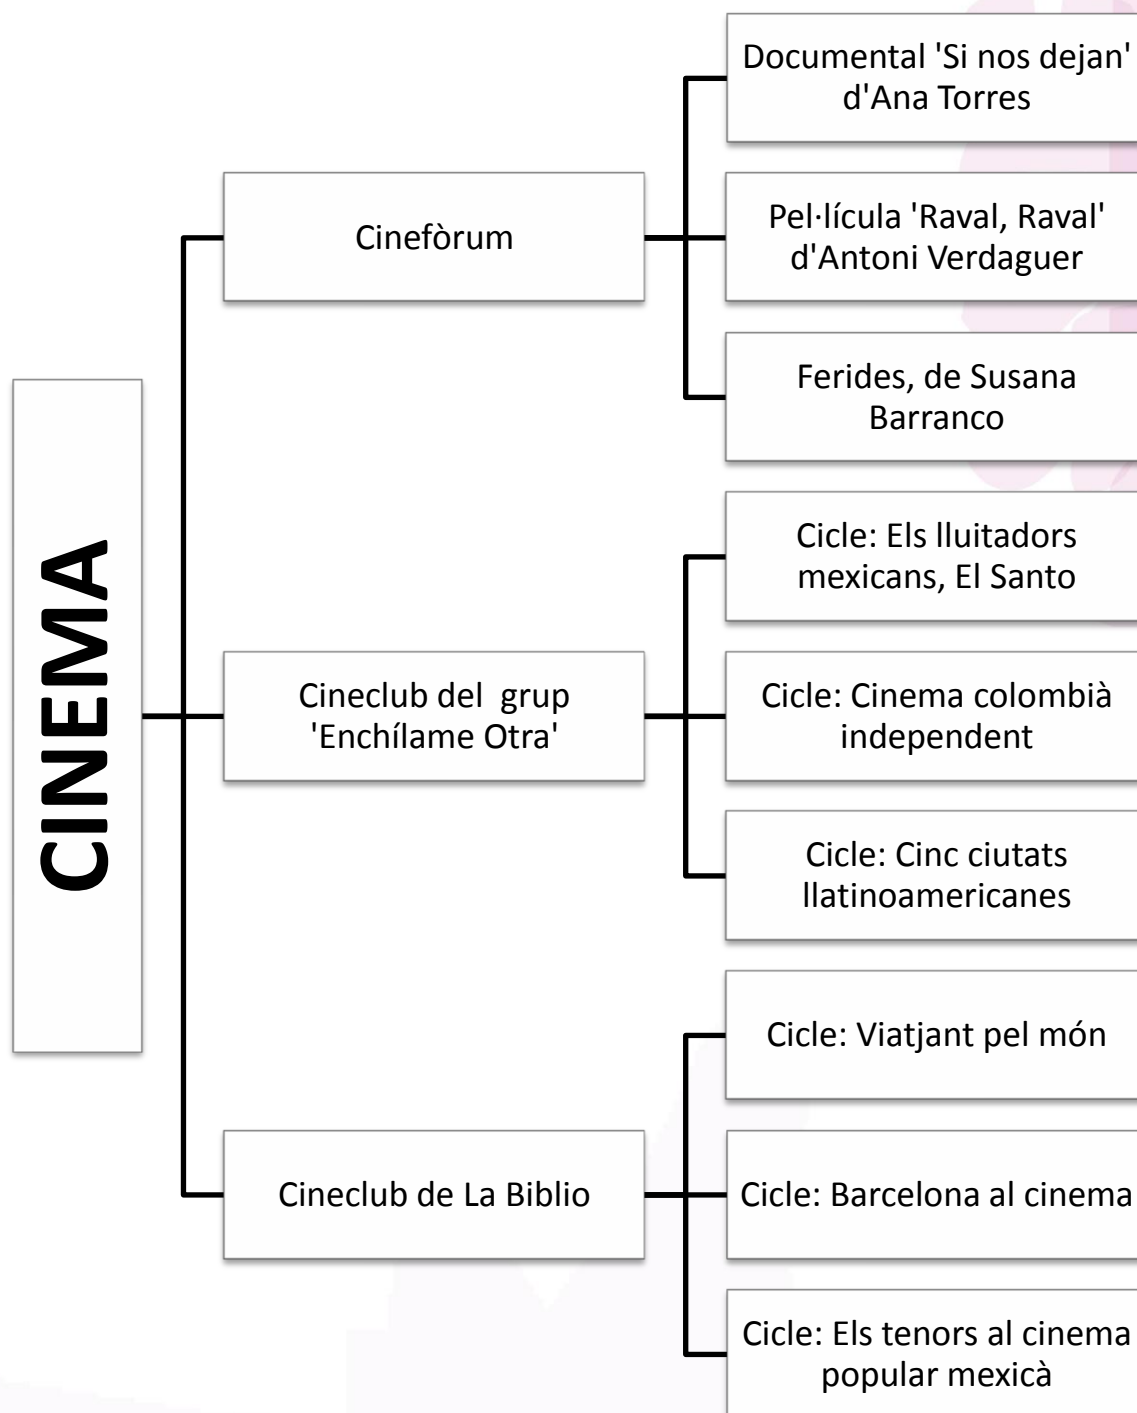 CINEMA
Cinefòrum
Documental 'Si nos dejan'
d'Ana Torres
Pel·lícula 'Raval, Raval'
d'Antoni Verdaguer
Ferides, de Susana
Barranco
Cineclub del grup
'Enchílame Otra'
Cicle: Els lluitadors
mexicans, El Santo
Cicle: Cinema colombià
independent
Cicle: Cinc ciutats
llatinoamericanes
Cineclub de La Biblio
Cicle: Viatjant pel món
Cicle: Barcelona al cinema
Cicle: Els tenors al cinema
popular mexicà